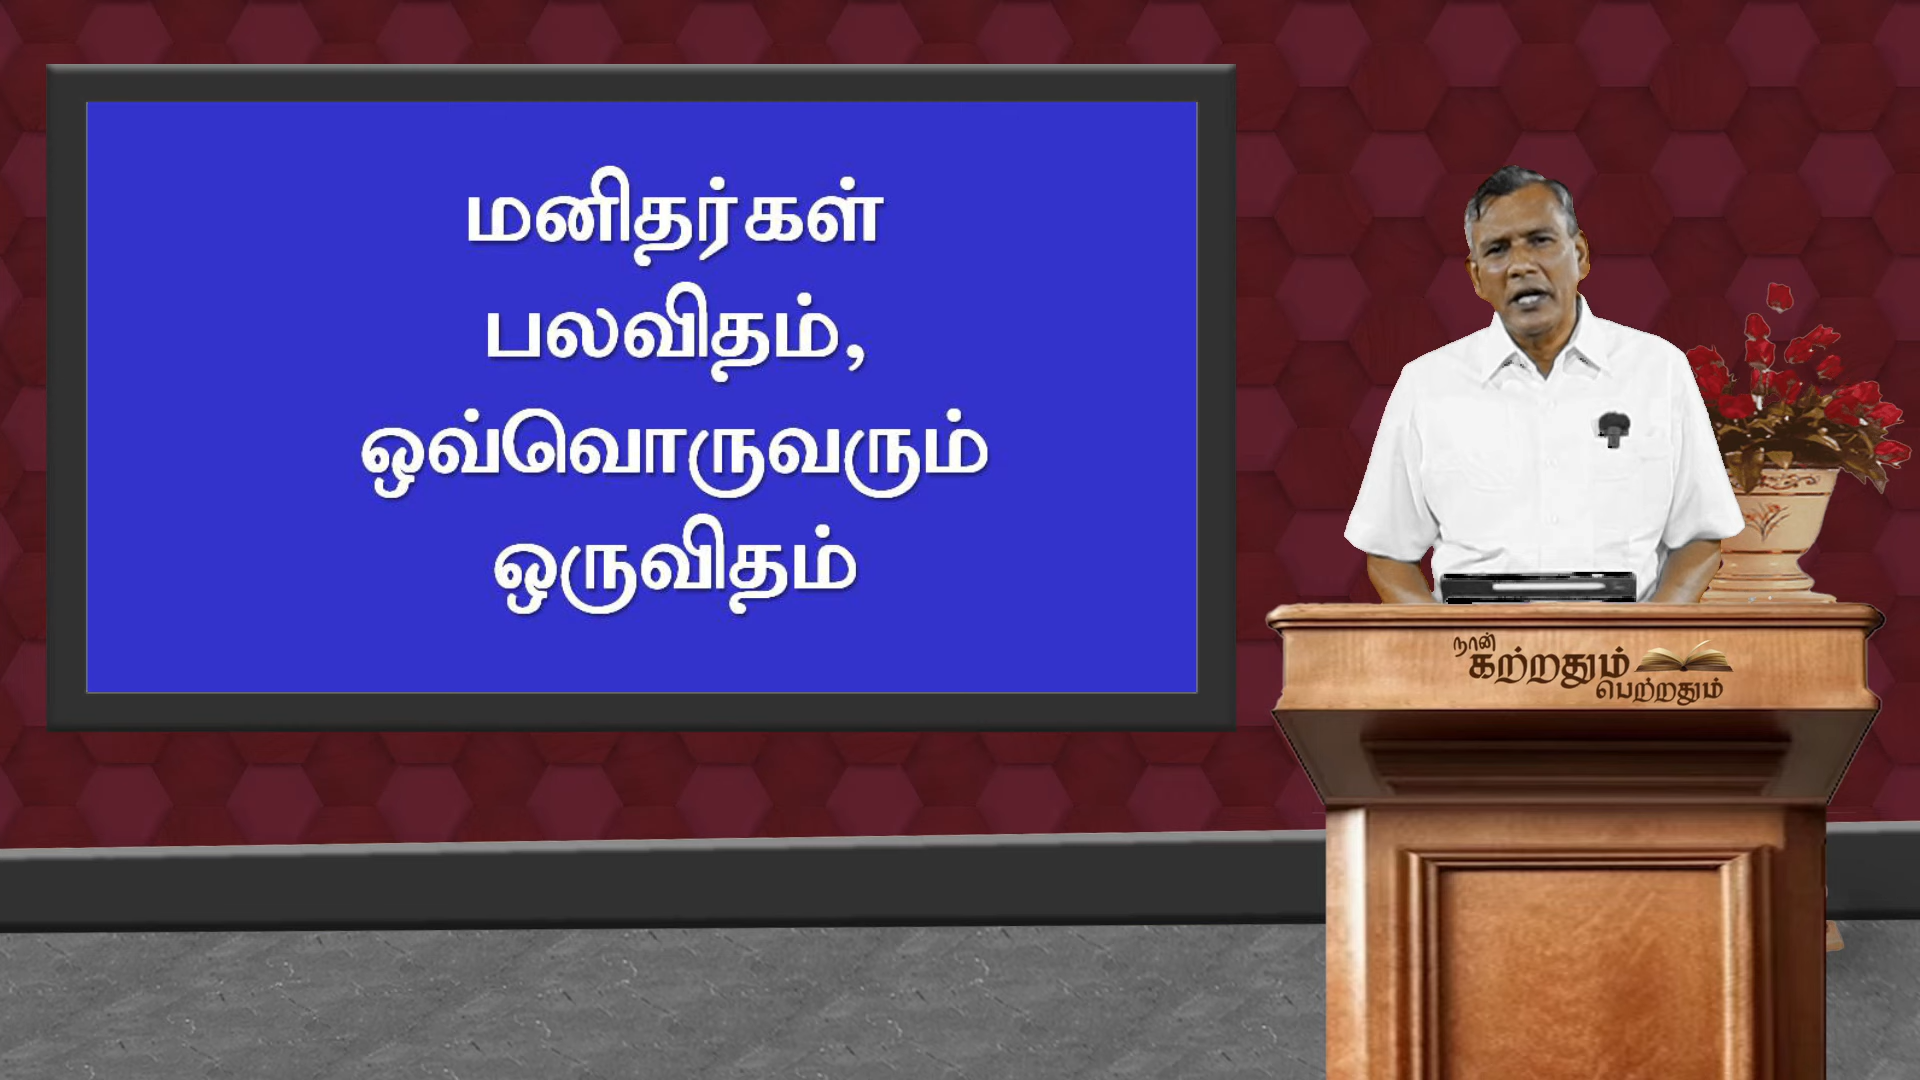 மனிதர்கள்
பலவிதம்,
ஒவ்வொருவரும்
ஒருவிதம்
நான்
கற்றதும்
பெற்றதும்